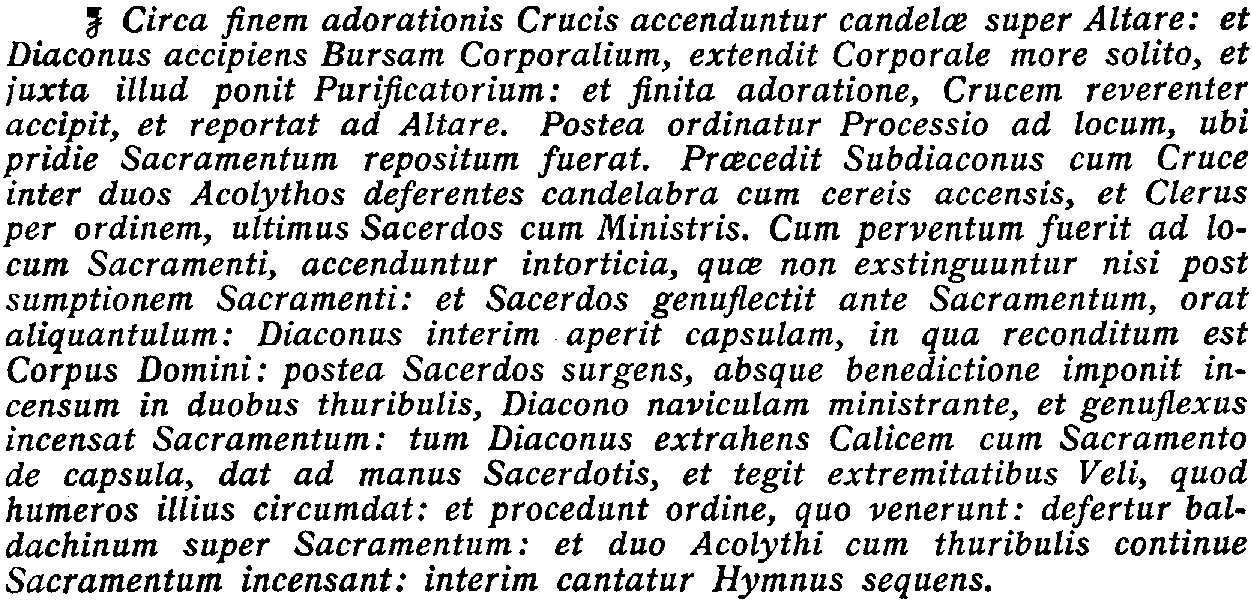 ℣ Circa finem adorationis Crucis accenduntur candelæ super Altare: et
Diaconus accipiens Bursam Corporalium, extendit Corporale more solito, et
juxta illud ponit Purificatorium: et finita adoratione, Crucem reverenter
accipit, et reportat ad Altare. Postea ordinatur Processio ad locum, ubi
pridie Sacramentum repositum fuerat. Præcedit Subdiaconus cum Cruce
inter duos Acolythos deferentes candelabra cum cereis accensis, et Clerus
per ordinem, ultimus Sacerdos cum Ministris. Cum perventum fuerit ad lo-
cum Sacramenti, accenduntur intorticia, quæ non exstinguuntur nisi post
sumptionem Sacramenti: et Sacerdos genuflectit ante Sacramentum, orat
aliquantulum: Diaconus interim aperit capsulam, in qua reconditum est
Corpus Domini: postea Sacerdos surgens, absque benedictione imponit in-
censum in duobus thuribulis, Diacono naviculam ministrante, et genuflexus
incensat Sacramentum: tum Diaconus extrahens Calicem cum Sacramento
de capsula, dat ad manus Sacerdotis, et tegit extremitatibus Veli, quod
humeros illius circumdat: et procedunt ordine, quo venerunt: defertur bal-
dachinum super Sacramentum: et duo Acolythi cum thuribulis continue
Sacramentum incensant: interim cantatur Hymnus sequens.